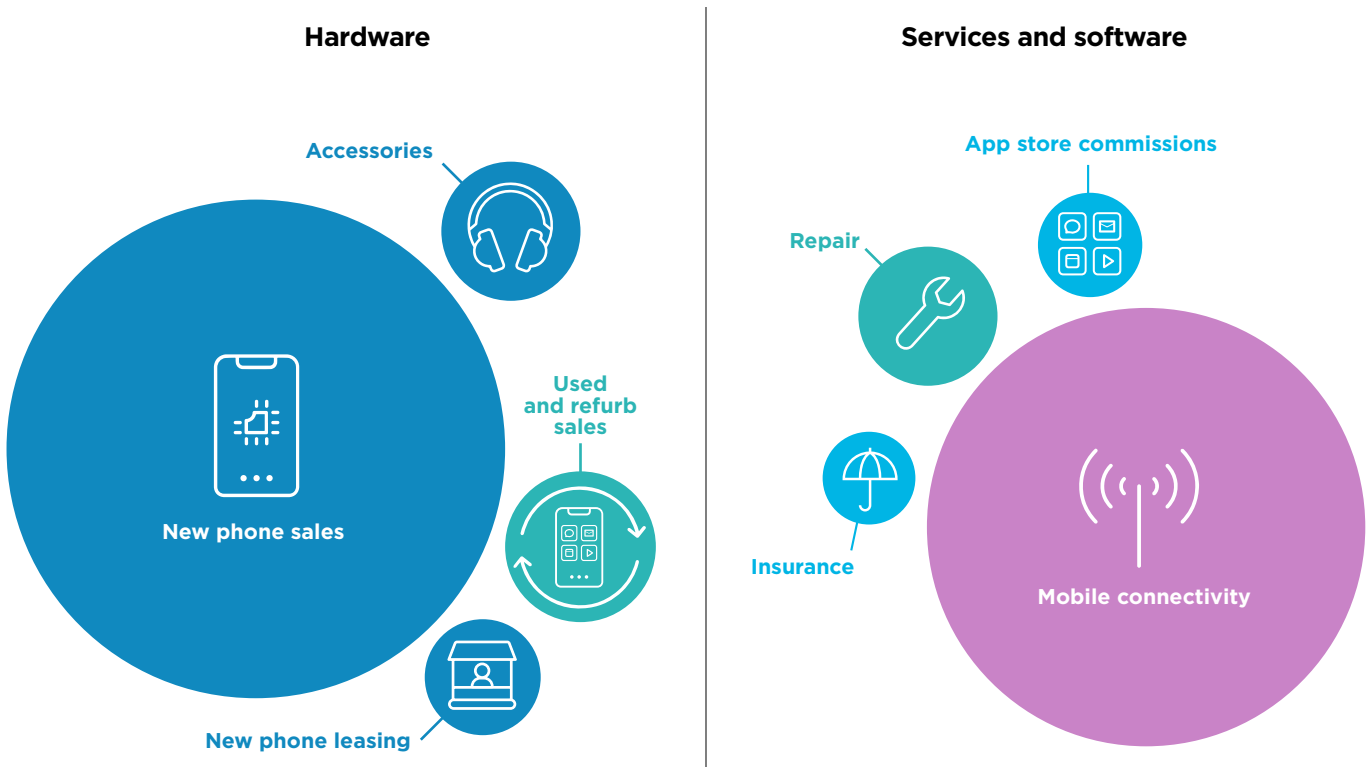 Hardware
Accessories
New phone sales
Used
and refurb
sales
New phone leasing
Services and software
App store commissions
Repair
Insurance
Mobile connectivity